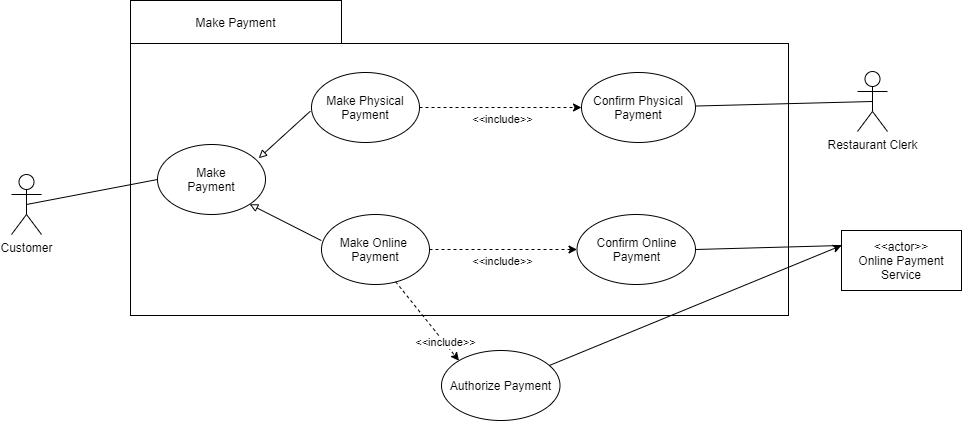 Make Payment
Make Physical
Payment
<<include>>
Confirm Physical
Payment
Restaurant Clerk
Make
Payment
Customer
Make Online
Payment
<<include>>
Confirm Online
Payment
<<actor>>
Online Payment
Service
<<include>>
Authorize Payment